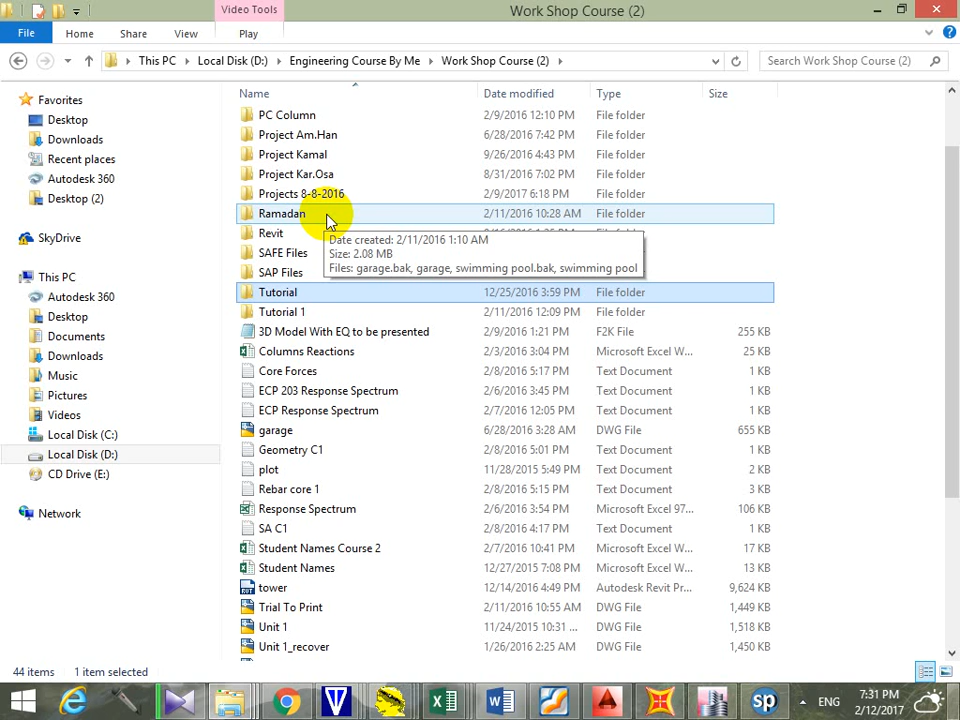 Video Tools
Work Shop Course (2)
File
Home
Share
View
Play
This PC
Local Disk (D:)
Engineering Course By Me
Work Shop Course (2)
Search Work Shop Course (2)
Name
Date modified
Type
Size
Favorites
Desktop
Downloads
Recent places
Autodesk 360
Desktop (2)
SkyDrive
This PC
Autodesk 360
Desktop
Documents
Downloads
Music
Pictures
Videos
Local Disk (C:)
Local Disk (D:)
CD Drive (E:)
Network
PC Column 2/9/2016 12:10 PM File folder
Project Am.Han 6/28/2016 7:42 PM File folder
Project Kamal 9/26/2016 4:43 PM File folder
Project Kar.Osa 8/31/2016 7:02 PM File folder
Projects 8-8-2016 2/9/2017 6:18 PM File folder
Ramadan 2/11/2016 10:28 AM File folder
Revit File folder
SAFE Files
SAP Files
Date created: 2/11/2016 1:10 AM
Size: 2.08 MB
Files: garage.bak, garage, swimming pool.bak, swimming pool
Tutorial 12/25/2016 3:59 PM File folder
Tutorial 1 2/11/2016 12:09 PM File folder
3D Model With EQ to be presented 2/9/2016 1:21 PM F2K File 255 KB
Columns Reactions 2/3/2016 3:04 PM Microsoft Excel W... 25 KB
Core Forces 2/8/2016 5:17 PM Text Document 1 KB
ECP 203 Response Spectrum 2/6/2016 3:45 PM Text Document 1 KB
ECP Response Spectrum 2/7/2016 12:05 PM Text Document 1 KB
garage 6/28/2016 3:28 AM DWG File 655 KB
Geometry C1 2/8/2016 5:01 PM Text Document 1 KB
plot 11/28/2015 5:49 PM Text Document 1 KB
Rebar core 1 2/8/2016 5:15 PM Text Document 1 KB
Response Spectrum 2/6/2016 3:54 PM Microsoft Excel 97... 106 KB
SA C1 2/8/2016 4:17 PM Text Document 1 KB
Student Names Course 2 2/7/2016 10:41 PM Microsoft Excel W... 17 KB
Student Names 12/27/2015 7:08 PM Microsoft Excel W... 13 KB
tower 12/14/2016 4:49 PM Autodesk Revit Pr... 9,624 KB
Trial To Print 2/11/2016 10:55 AM DWG File 1,449 KB
Unit 1 11/24/2015 10:31 ... DWG File 1,518 KB
Unit 1_recover 1/26/2016 2:25 AM DWG File 1,450 KB
44 items
1 item selected
ENG
7:31 PM
2/12/2017